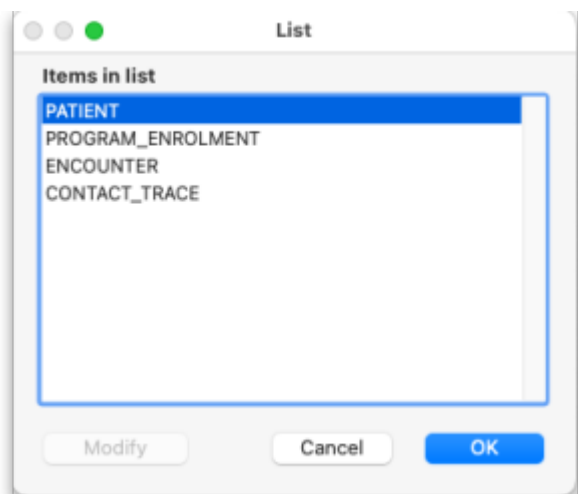 List
Items in list
PATIENT
PROGRAM_ENROLMENT
ENCOUNTER
CONTACT_TRACE
Modify Cancel OK